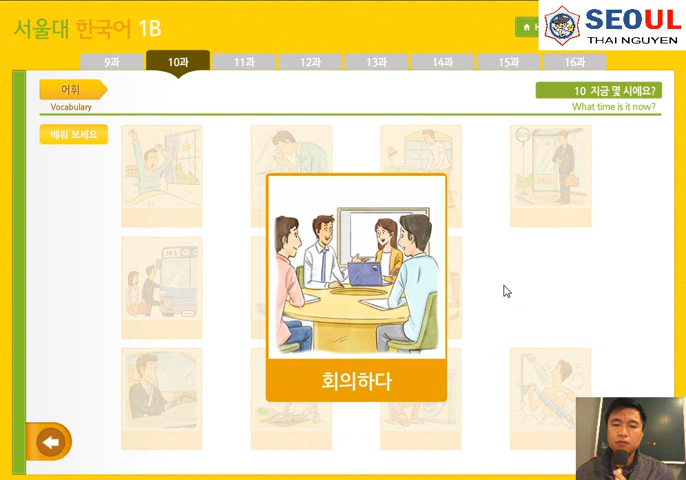 서울대 한국어 1B
SEOUL
THAI NGUYEN
9과 10과 11과 12과 13과 14과 15과 16과
어휘
Vocabulary
10 지금 몇 시에요?
What time is it now?
배워 보세요
회의하다